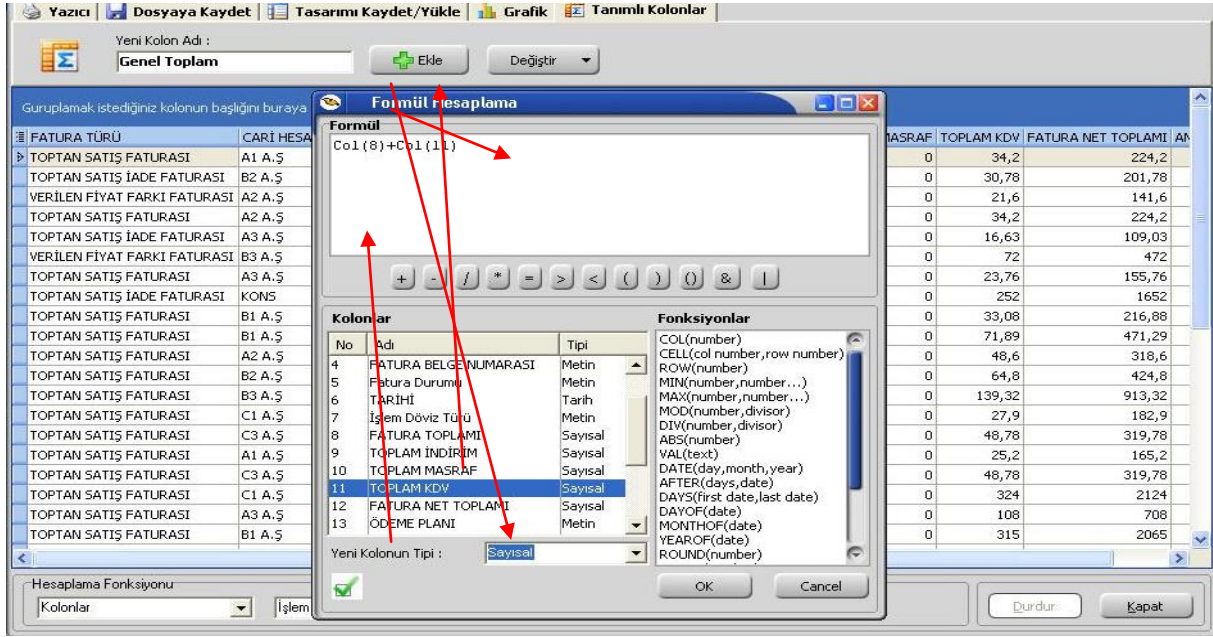 Yazıcı Dosyaya Kaydet Tasarımı Kaydet/Yükle Grafik Tanımlı Kolonlar
Yeni Kolon Adı :
Genel Toplam
Ekle
Değiştir
Guruplamak istediğiniz kolonun başlığını buraya
FATURA TÜRÜ CARİ HESA MASRAF TOPLAM KDV FATURA NET TOPLAMI AN
TOPTAN SATIŞ FATURASI A1 A.Ş 0 34,2 224,2
TOPTAN SATIŞ İADE FATURASI B2 A.Ş 0 30,78 201,78
VERİLEN FİYAT FARKI FATURASI A2 A.Ş 0 21,6 141,6
TOPTAN SATIŞ FATURASI A2 A.Ş 0 34,2 224,2
TOPTAN SATIŞ İADE FATURASI A3 A.Ş 0 16,63 109,03
VERİLEN FİYAT FARKI FATURASI B3 A.Ş 0 72 472
TOPTAN SATIŞ FATURASI A3 A.Ş 0 23,76 155,76
TOPTAN SATIŞ İADE FATURASI KONS 0 252 1652
TOPTAN SATIŞ FATURASI B1 A.Ş 0 33,08 216,88
TOPTAN SATIŞ FATURASI B1 A.Ş 0 71,89 471,29
TOPTAN SATIŞ FATURASI A2 A.Ş 0 48,6 318,6
TOPTAN SATIŞ FATURASI B2 A.Ş 0 64,8 424,8
TOPTAN SATIŞ FATURASI B3 A.Ş 0 139,32 913,32
TOPTAN SATIŞ FATURASI C1 A.Ş 0 27,9 182,9
TOPTAN SATIŞ FATURASI C3 A.Ş 0 48,78 319,78
TOPTAN SATIŞ FATURASI A1 A.Ş 0 25,2 165,2
TOPTAN SATIŞ FATURASI C3 A.Ş 0 48,78 319,78
TOPTAN SATIŞ FATURASI C1 A.Ş 0 324 2124
TOPTAN SATIŞ FATURASI A3 A.Ş 0 108 708
TOPTAN SATIŞ FATURASI B1 A.Ş 0 315 2065
Formül Hesaplama
Formül
Col(8)+Col(11)
+ - / * = > < ( ) () & |
Kolonlar
No Adı Tipi
4 FATURA BELGE NUMARASI Metin
5 Fatura Durumu Metin
6 TARİHİ Tarih
7 İşlem Döviz Türü Metin
8 FATURA TOPLAMI Sayısal
9 TOPLAM İNDİRİM Sayısal
10 TOPLAM MASRAF Sayısal
11 TOPLAM KDV Sayısal
12 FATURA NET TOPLAMI Sayısal
13 ÖDEME PLANI Metin
Yeni Kolonun Tipi : Sayısal
Fonksiyonlar
COL(number)
CELL(col number,row number)
ROW(number)
MIN(number,number...)
MAX(number,number...)
MOD(number,divisor)
DIV(number,divisor)
ABS(number)
VAL(text)
DATE(day,month,year)
AFTER(days,date)
DAYS(first date,last date)
DAYOF(date)
MONTHOF(date)
YEAROF(date)
ROUND(number)
OK Cancel
Hesaplama Fonksiyonu
Kolonlar İşlem
Durdur Kapat